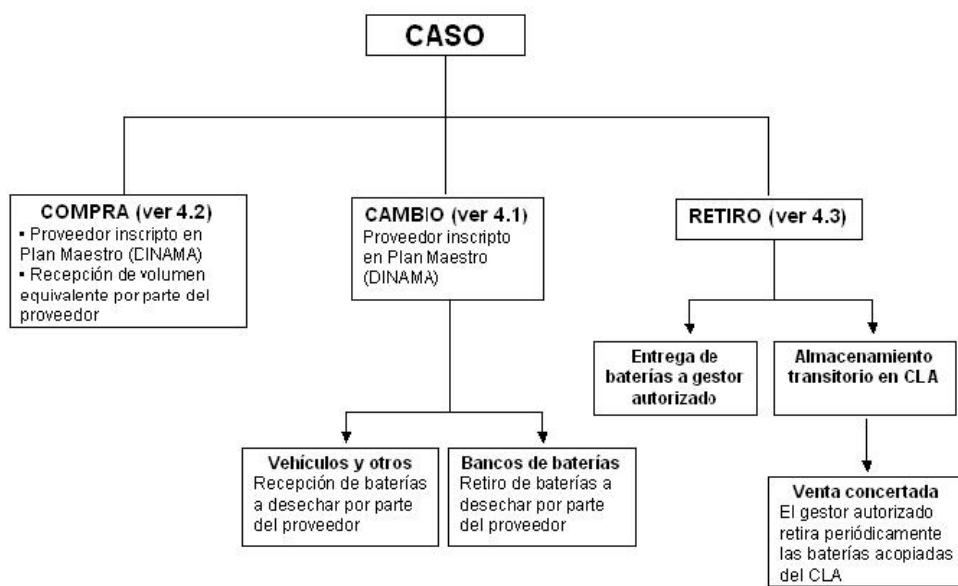 CASO
COMPRA (ver 4.2)
▪ Proveedor inscripto en
Plan Maestro (DINAMA)
▪ Recepción de volumen
equivalente por parte del
proveedor
CAMBIO (ver 4.1)
Proveedor inscripto
en Plan Maestro
(DINAMA)
RETIRO (ver 4.3)
Entrega de
baterías a gestor
autorizado
Almacenamiento
transitorio en CLA
Vehículos y otros
Recepción de baterías
a desechar por parte
del proveedor
Bancos de baterías
Retiro de baterías a
desechar por parte
del proveedor
Venta concertada
El gestor autorizado
retira periódicamente
las baterías acopiadas
del CLA